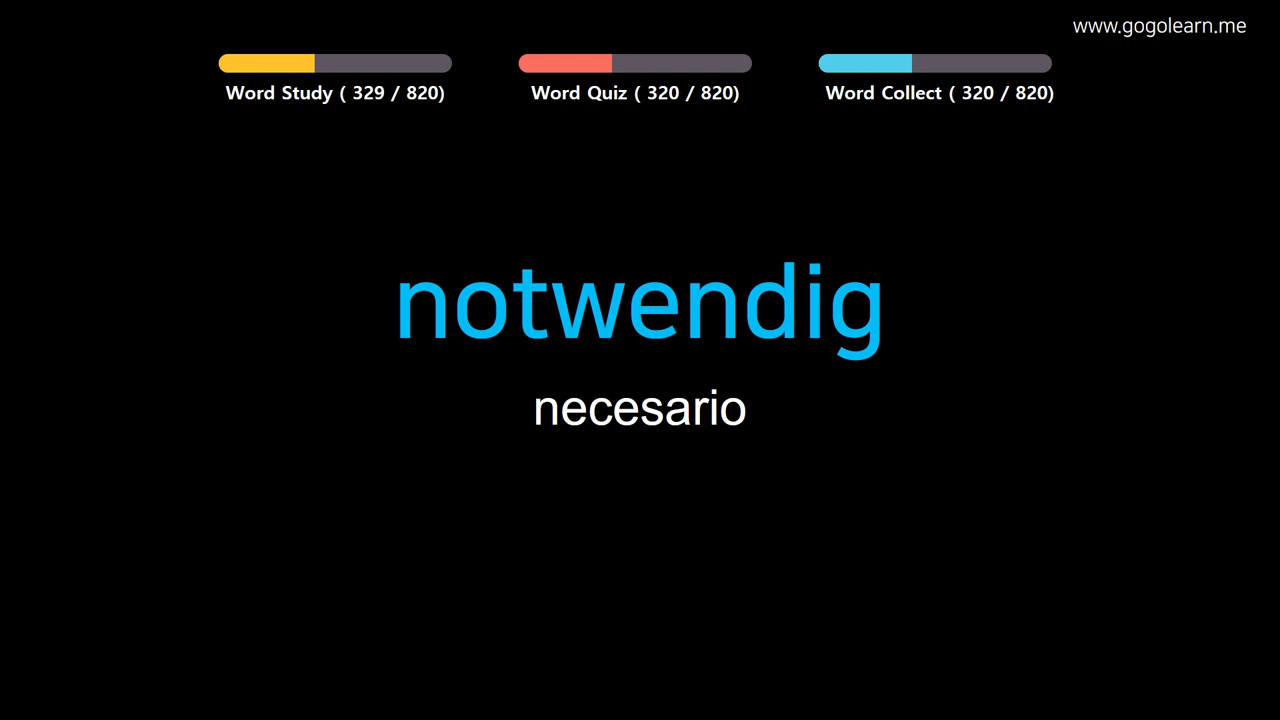 www.gogolearn.me
Word Study ( 329 / 820)
Word Quiz ( 320 / 820)
Word Collect ( 320 / 820)
notwendig
necesario